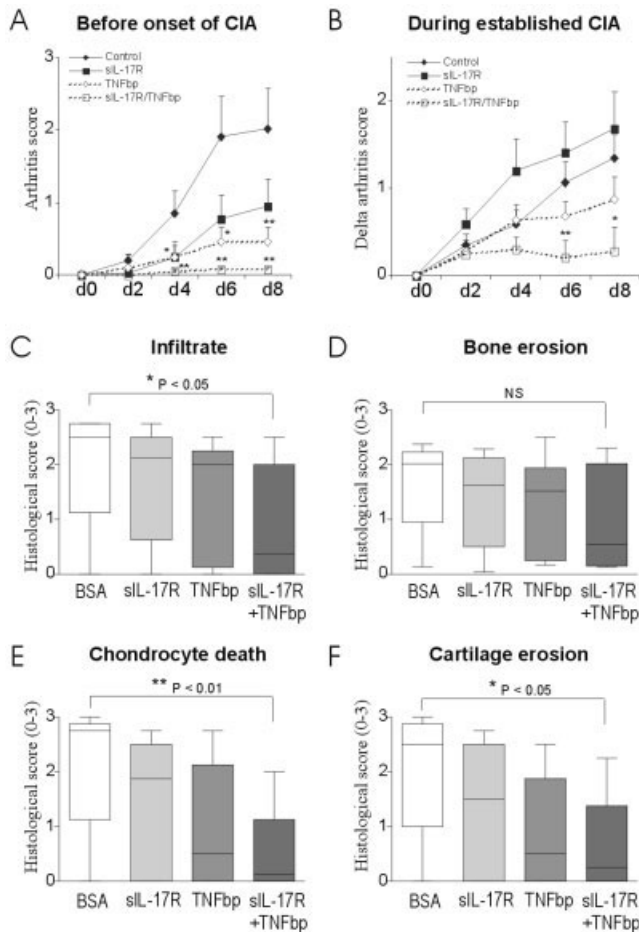 A Before onset of CIA
3
2
1
0
Arthritis score
Control
sIL-17R
TNFbp
sIL-17R/TNFbp
* ** * ** ** **
d0 d2 d4 d6 d8
B During established CIA
2
1
0
Delta arthritis score
Control
sIL-17R
TNFbp
sIL-17R/TNFbp
** *
d0 d2 d4 d6 d8
C Infiltrate
* P < 0.05
3
2
1
0
Histological score (0-3)
BSA sIL-17R TNFbp sIL-17R
+TNFbp
D Bone erosion
NS
3
2
1
0
Histological score (0-3)
BSA sIL-17R TNFbp sIL-17R
+TNFbp
E Chondrocyte death
** P < 0.01
3
2
1
0
Histological score (0-3)
BSA sIL-17R TNFbp sIL-17R
+TNFbp
F Cartilage erosion
* P < 0.05
3
2
1
0
Histological score (0-3)
BSA sIL-17R TNFbp sIL-17R
+TNFbp